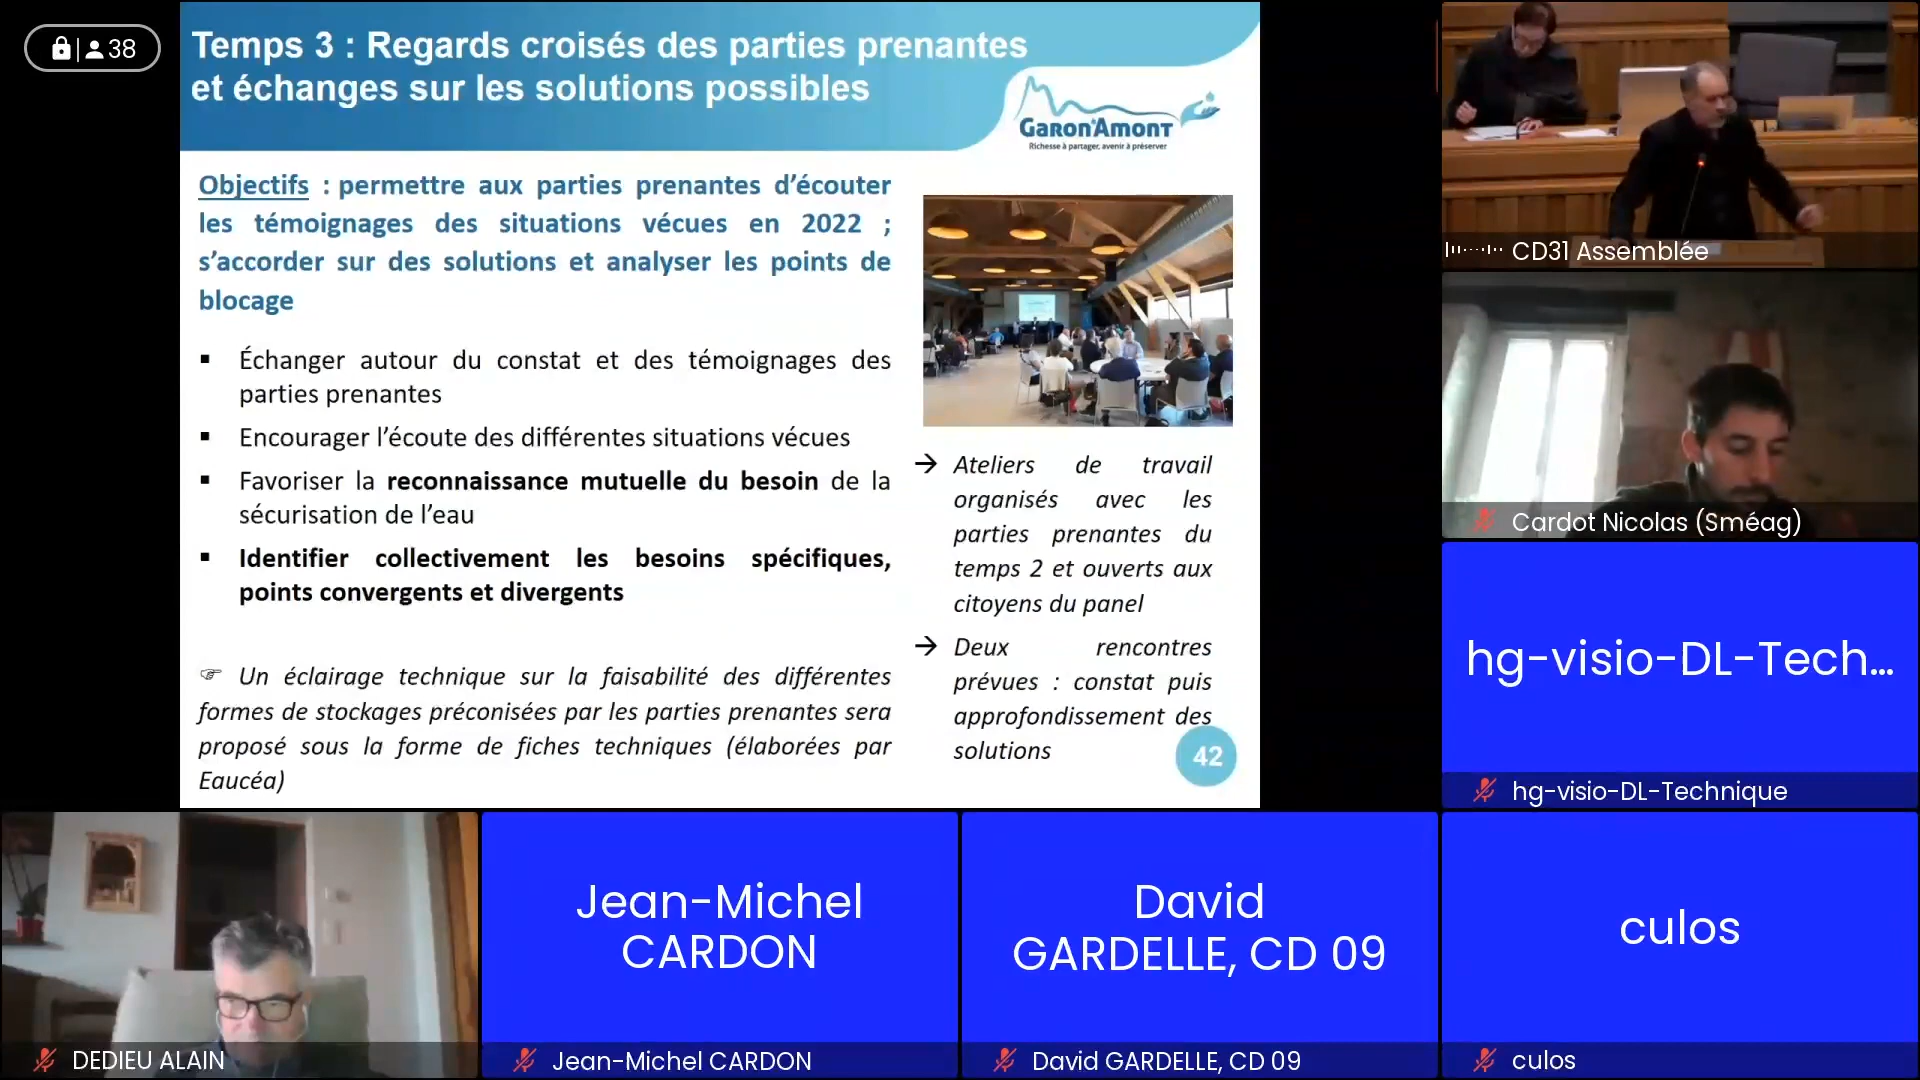 38
Temps 3 : Regards croisés des parties prenantes
et échanges sur les solutions possibles
GARON'AMONT
Richesse à partager, avenir à préserver
Objectifs : permettre aux parties prenantes d’écouter
les témoignages des situations vécues en 2022 ;
s’accorder sur des solutions et analyser les points de
blocage
▪ Échanger autour du constat et des témoignages des
parties prenantes
▪ Encourager l’écoute des différentes situations vécues
▪ Favoriser la reconnaissance mutuelle du besoin de la
sécurisation de l’eau
▪ Identifier collectivement les besoins spécifiques,
points convergents et divergents
☞ Un éclairage technique sur la faisabilité des différentes
formes de stockages préconisées par les parties prenantes sera
proposé sous la forme de fiches techniques (élaborées par
Eaucéa)
→ Ateliers de travail
organisés avec les
parties prenantes du
temps 2 et ouverts aux
citoyens du panel
→ Deux rencontres
prévues : constat puis
approfondissement des
solutions
42
CD31 Assemblée
Cardot Nicolas (Sméag)
hg-visio-DL-Tech...
hg-visio-DL-Technique
DEDIEU ALAIN
Jean-Michel
CARDON
Jean-Michel CARDON
David
GARDELLE, CD 09
David GARDELLE, CD 09
culos
culos